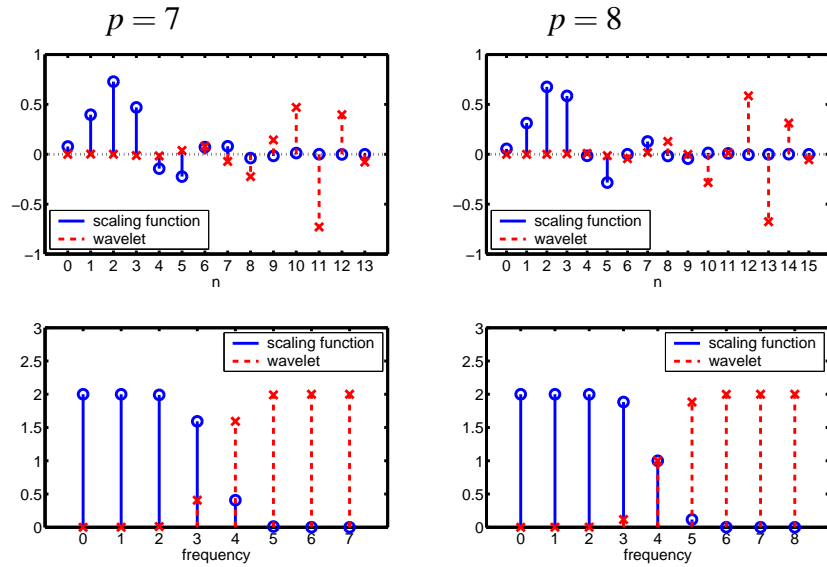 p = 7
p = 8
1
0.5
0
−0.5
−1
scaling function
wavelet
0 1 2 3 4 5 6 7 8 9 10 11 12 13
n
1
0.5
0
−0.5
−1
scaling function
wavelet
0 1 2 3 4 5 6 7 8 9 10 11 12 13 14 15
n
3
2.5
2
1.5
1
0.5
0
scaling function
wavelet
0 1 2 3 4 5 6 7
frequency
3
2.5
2
1.5
1
0.5
0
scaling function
wavelet
0 1 2 3 4 5 6 7 8
frequency